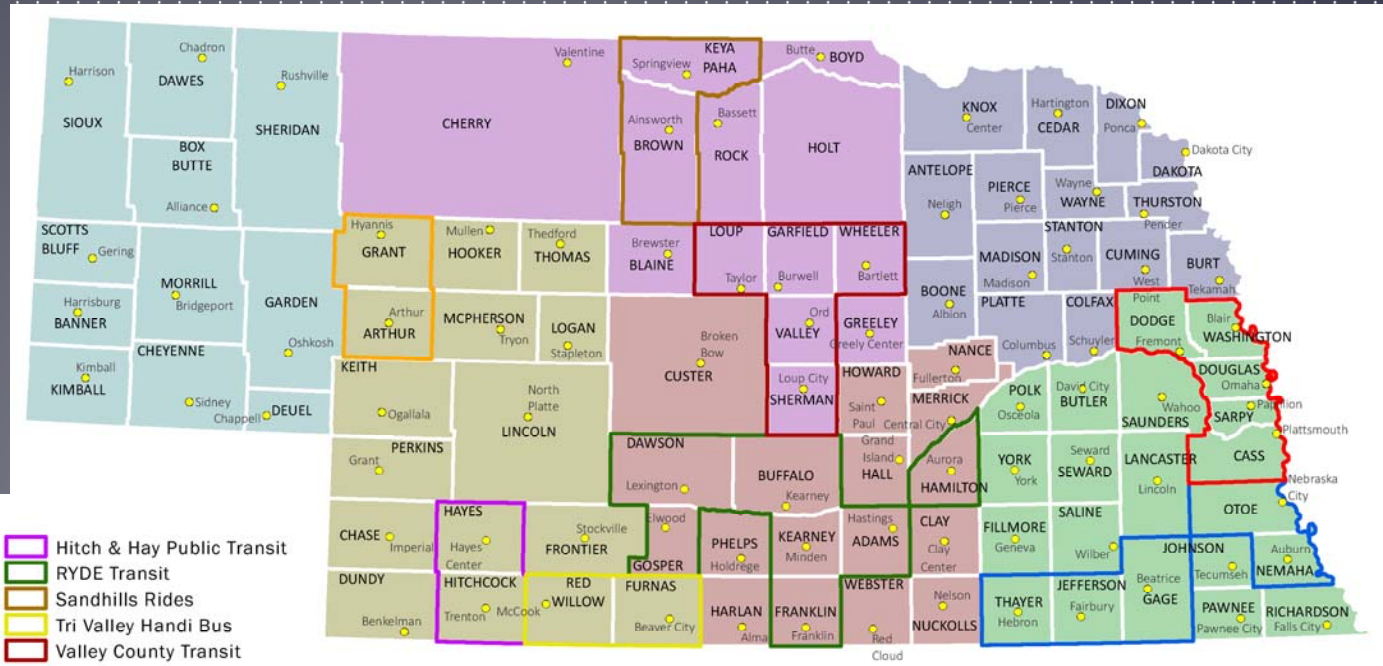 KEYA
PAHA
Butte
BOYD
Valentine
Springview
Chadron
DAWES
Harrison
Rushville
SIOUX
SHERIDAN
CHERRY
Ainsworth
BROWN
Bassett
ROCK
HOLT
KNOX
Center
Hartington
CEDAR
DIXON
Ponca
Dakota City
DAKOTA
BOX
BUTTE
Alliance
ANTELOPE
Neligh
PIERCE
Pierce
Wayne
WAYNE
THURSTON
Pender
SCOTTS
BLUFF
Gering
Hyannis
GRANT
Mullen
HOOKER
Thedford
THOMAS
Brewster
BLAINE
LOUP
Taylor
GARFIELD
Burwell
WHEELER
Bartlett
MADISON
Madison
STANTON
Stanton
CUMING
West
Point
BURT
Tekamah
MORRILL
Bridgeport
GARDEN
Oshkosh
Harrisburg
BANNER
Arthur
ARTHUR
MCPHERSON
Tryon
LOGAN
Stapleton
Broken
Bow
CUSTER
Ord
VALLEY
GREELEY
Greely Center
BOONE
Albion
PLATTE
Columbus
COLFAX
Schuyler
DODGE
Fremont
Blair
WASHINGTON
Kimball
KIMBALL
CHEYENNE
Sidney
Chappell
DEUEL
KEITH
Ogallala
North
Platte
LINCOLN
Loup City
SHERMAN
HOWARD
Saint
Paul
NANCE
Fullerton
MERRICK
Central City
POLK
Osceola
David City
BUTLER
Wahoo
SAUNDERS
DOUGLAS
Omaha
Papillion
SARPY
Plattsmouth
CASS
PERKINS
Grant
DAWSON
Lexington
BUFFALO
Kearney
Grand
Island
HALL
Aurora
HAMILTON
YORK
York
Seward
SEWARD
LANCASTER
Lincoln
Nebraska
City
OTOE
CHASE
Imperial
HAYES
Hayes
Center
Stockville
FRONTIER
Elwood
GOSPER
PHELPS
Holdrege
KEARNEY
Minden
Hastings
ADAMS
CLAY
Clay
Center
FILLMORE
Geneva
SALINE
Wilber
JOHNSON
Tecumseh
Auburn
NEMAHA
DUNDY
Benkelman
HITCHCOCK
Trenton
McCook
RED
WILLOW
FURNAS
Beaver City
HARLAN
Alma
FRANKLIN
Franklin
WEBSTER
Red
Cloud
Nelson
NUCKOLLS
THAYER
Hebron
JEFFERSON
Fairbury
Beatrice
GAGE
PAWNEE
Pawnee City
RICHARDSON
Falls City
Hitch & Hay Public Transit
RYDE Transit
Sandhills Rides
Tri Valley Handi Bus
Valley County Transit